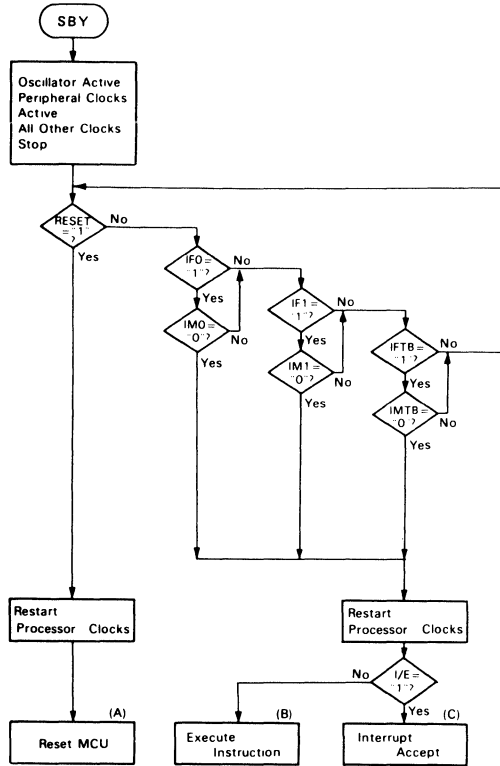 SBY
Oscillator Active
Peripheral Clocks
Active
All Other Clocks
Stop
RESET
= "1"
?
No
Yes
IF0 =
"1"?
No
Yes
IM0 =
"0"?
No
Yes
IF1 =
"1"?
No
Yes
IM1 =
"0"?
No
Yes
IFTB =
"1"?
No
Yes
IMTB =
"0"?
No
Yes
Restart
Processor Clocks
Restart
Processor Clocks
I/E =
"1"?
No
Yes
(A)
Reset MCU
(B)
Execute
Instruction
(C)
Interrupt
Accept